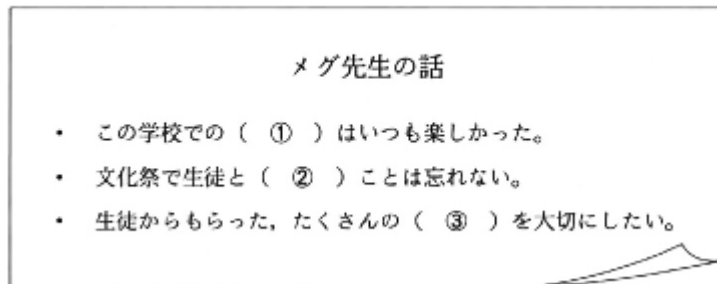 メグ先生の話
・ この学校での（ ① ）はいつも楽しかった。
・ 文化祭で生徒と（ ② ）ことは忘れない。
・ 生徒からもらった，たくさんの（ ③ ）を大切にしたい。